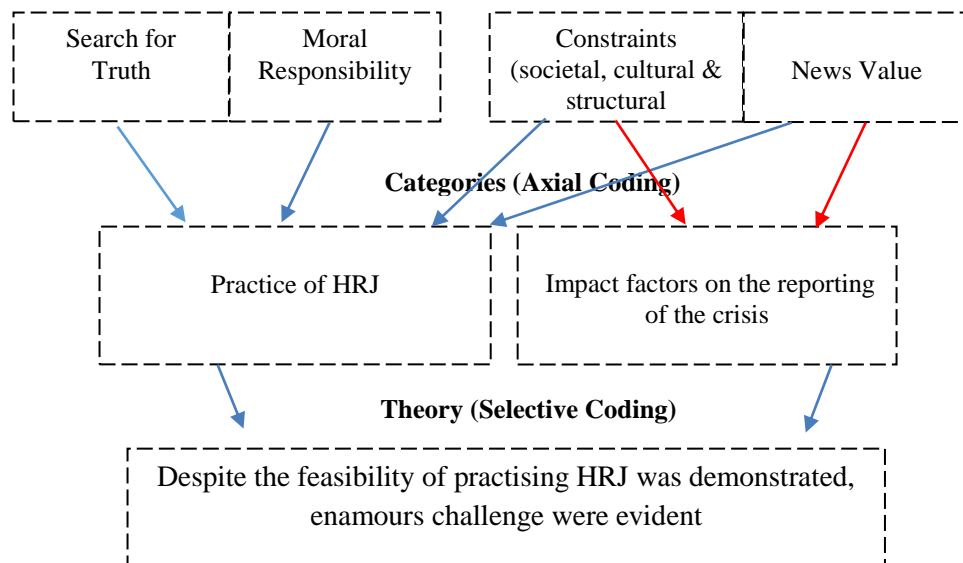 Search for
Truth
Moral
Responsibility
Constraints
(societal, cultural &
structural
News Value
Categories (Axial Coding)
Practice of HRJ
Impact factors on the reporting
of the crisis
Theory (Selective Coding)
Despite the feasibility of practising HRJ was demonstrated,
enamours challenge were evident